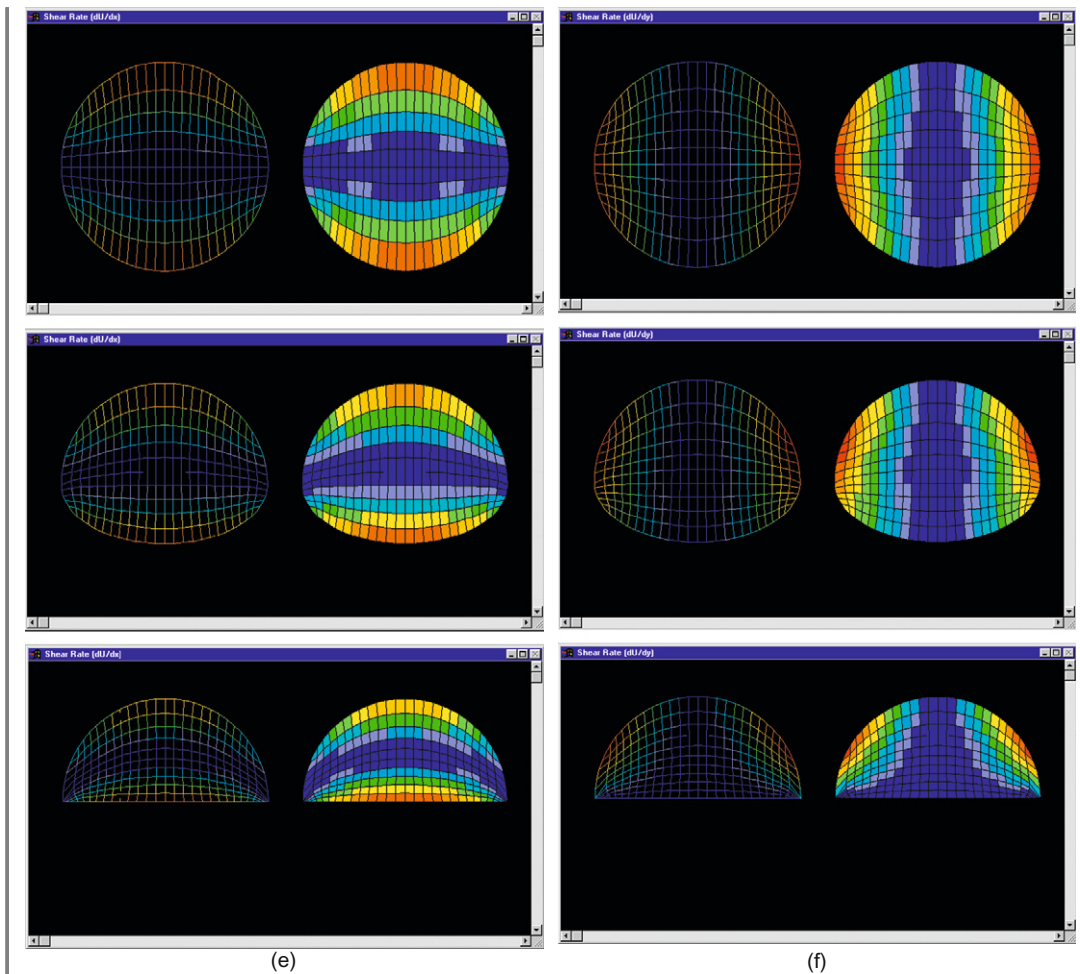 Shear Rate (dU/dx)
Shear Rate (dU/dy)
Shear Rate (dU/dx)
Shear Rate (dU/dy)
Shear Rate (dU/dx)
Shear Rate (dU/dy)
(e)
(f)